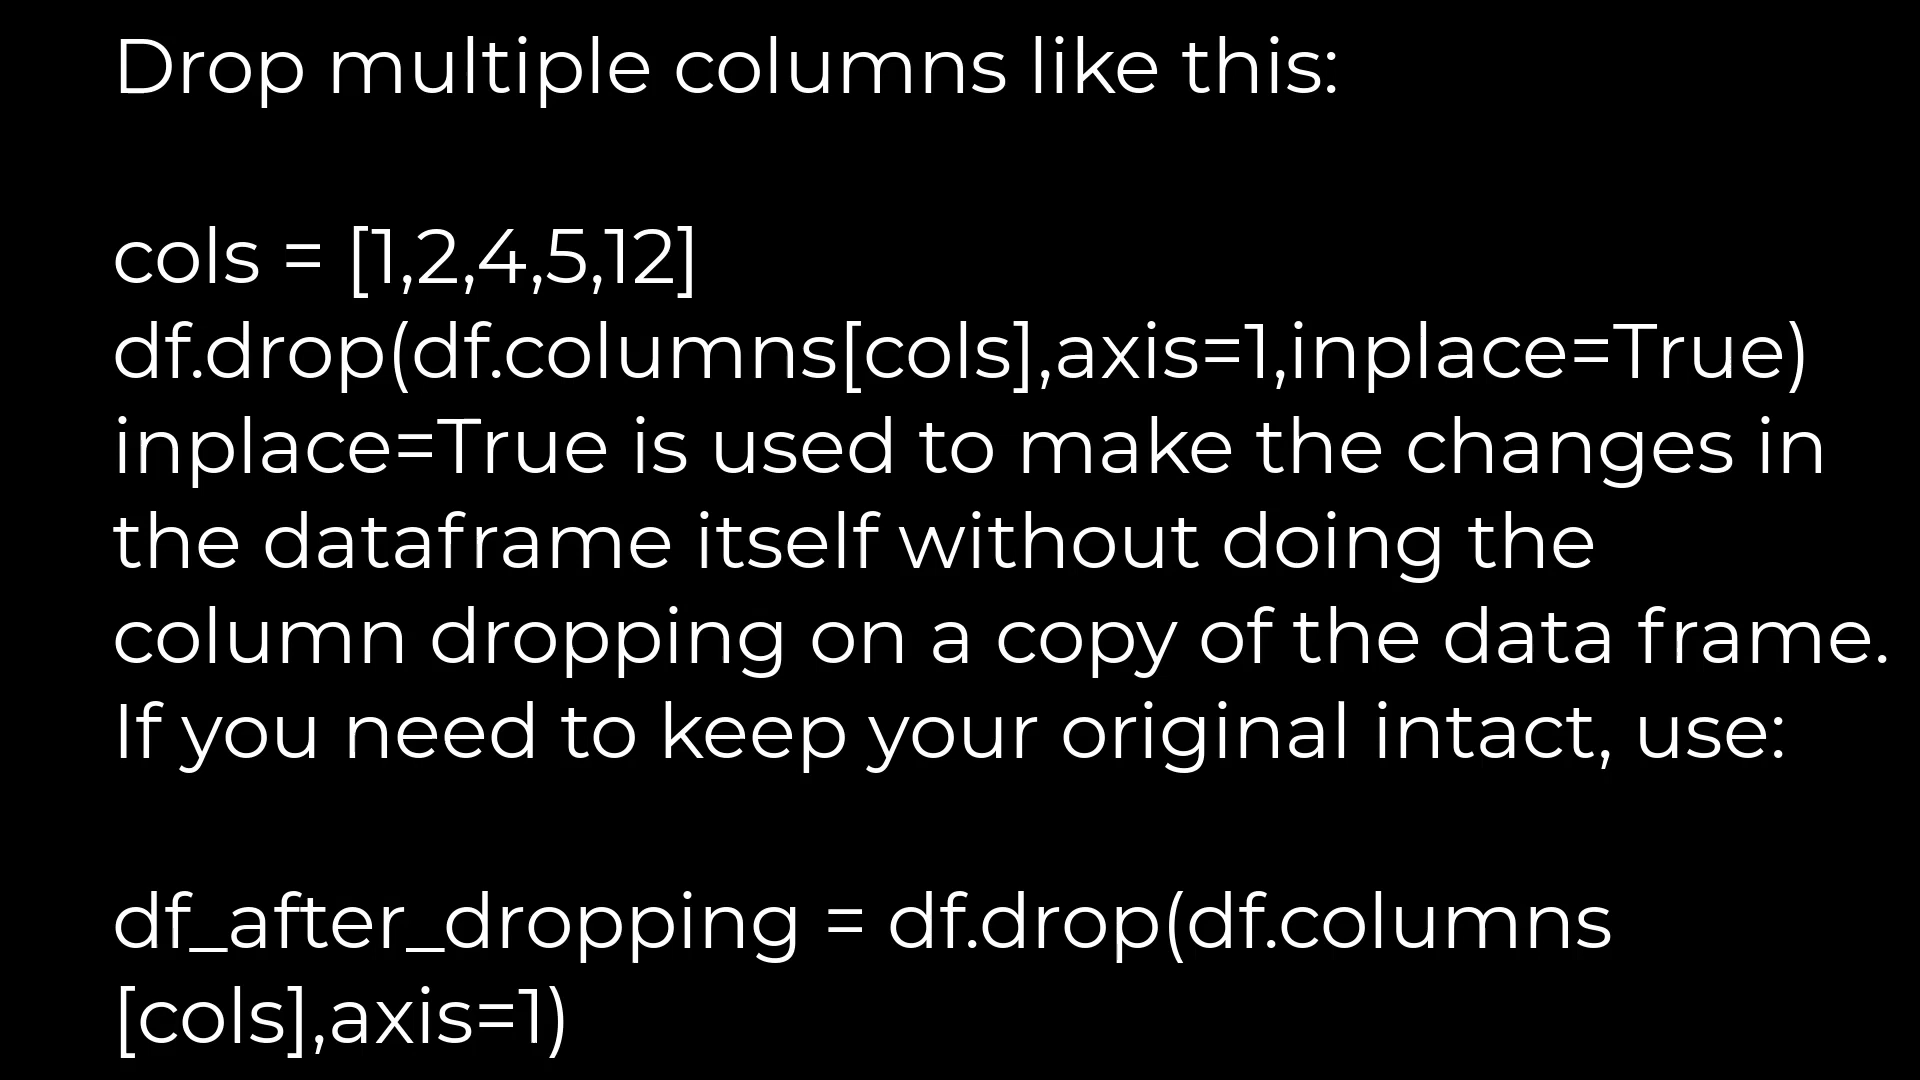 Drop multiple columns like this:
cols = [1,2,4,5,12]
df.drop(df.columns[cols],axis=1,inplace=True)
inplace=True is used to make the changes in
the dataframe itself without doing the
column dropping on a copy of the data frame.
If you need to keep your original intact, use:
df_after_dropping = df.drop(df.columns
[cols],axis=1)